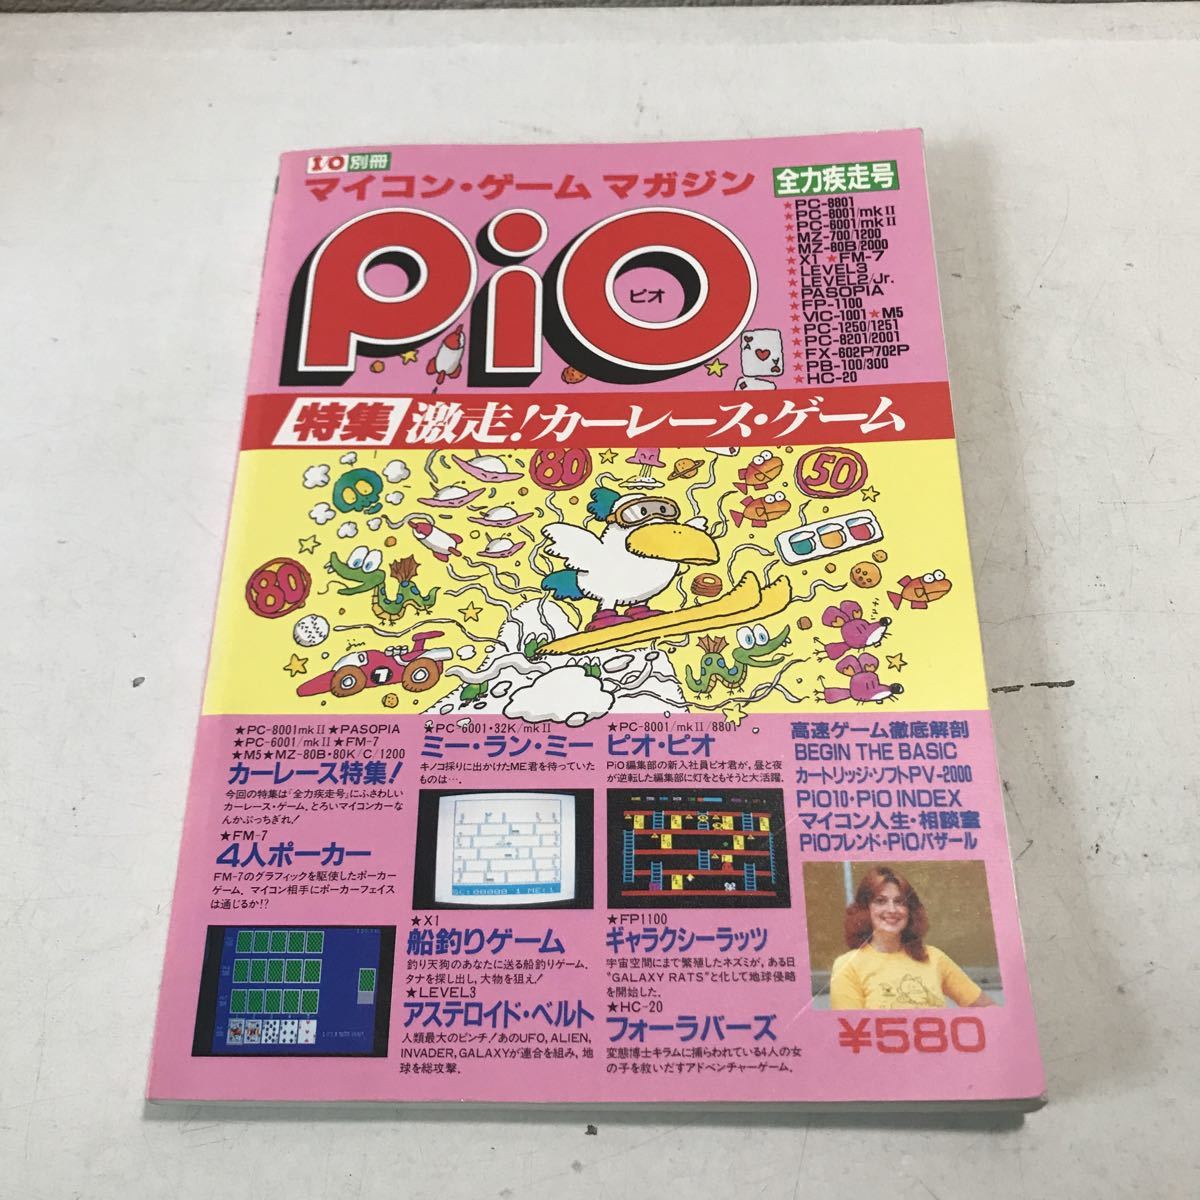 I/O別冊
マイコン・ゲーム マガジン
全力疾走号
PiO
ピオ
★PC-8801
★PC-8001/mkⅡ
★PC-6001/mkⅡ
★MZ-700/1200
★MZ-80B/2000
★X1 ★FM-7
★LEVEL3
★LEVEL2/Jr.
★PASOPIA
★FP-1100
★VIC-1001 ★M5
★PC-1250/1251
★PC-8201/2001
★FX-602P/702P
★PB-100/300
★HC-20
特集 激走!カーレース・ゲーム
80
50
80
7
★PC-8001mkⅡ ★PASOPIA
★PC-6001/mkⅡ ★FM-7
★M5★MZ-80B・80K/C/1200
カーレース特集!
今回の特集は「全力疾走号」にふさわしい
カーレース・ゲーム、とろいマイコンカーな
んかぶっちぎれ!
★FM-7
4人ポーカー
FM-7のグラフィックを駆使したポーカー
ゲーム. マイコン相手にポーカーフェイス
は通じるか!?
★PC-6001・32K/mkⅡ
ミー・ラン・ミー
キノコ採りに出かけたME君を待っていた
ものは….
SC:00000 1 ME:1
★X1
船釣りゲーム
釣り天狗のあなたに送る船釣りゲーム.
タナを探し出し,大物を狙え!
★LEVEL3
アステロイド・ベルト
人類最大のピンチ!あのUFO,ALIEN,
INVADER,GALAXYが連合を組み,地
球を総攻撃.
★PC-8001/mkⅡ/8801
ピオ・ピオ
PiO編集部の新入社員ピオ君が,昼と夜
が逆転した編集部に灯をともそうと大活躍.
★FP1100
ギャラクシーラッツ
宇宙空間にまで繁殖したネズミが,ある日
"GALAXY RATS"と化して地球侵略
を開始した.
★HC-20
フォーラバーズ
変態博士キラムに捕らわれている4人の女
の子を救いだすアドベンチャーゲーム.
高速ゲーム徹底解剖
BEGIN THE BASIC
カートリッジ・ソフトPV-2000
PiO10・PiO INDEX
マイコン人生・相談室
PiOフレンド・PiOバザール
¥580